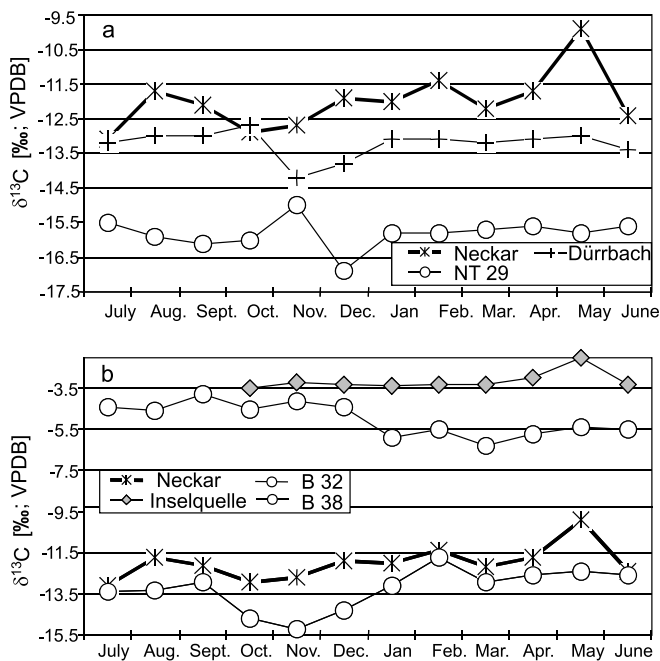 a
δ13C [‰; VPDB]
-9.5
-10.5
-11.5
-12.5
-13.5
-14.5
-15.5
-16.5
-17.5
Neckar Dürrbach
NT 29
July Aug. Sept. Oct. Nov. Dec. Jan Feb. Mar. Apr. May June
b
δ13C [‰; VPDB]
-3.5
-5.5
-7.5
-9.5
-11.5
-13.5
-15.5
Neckar B 32
Inselquelle B 38
July Aug. Sept. Oct. Nov. Dec. Jan Feb. Mar. Apr. May June